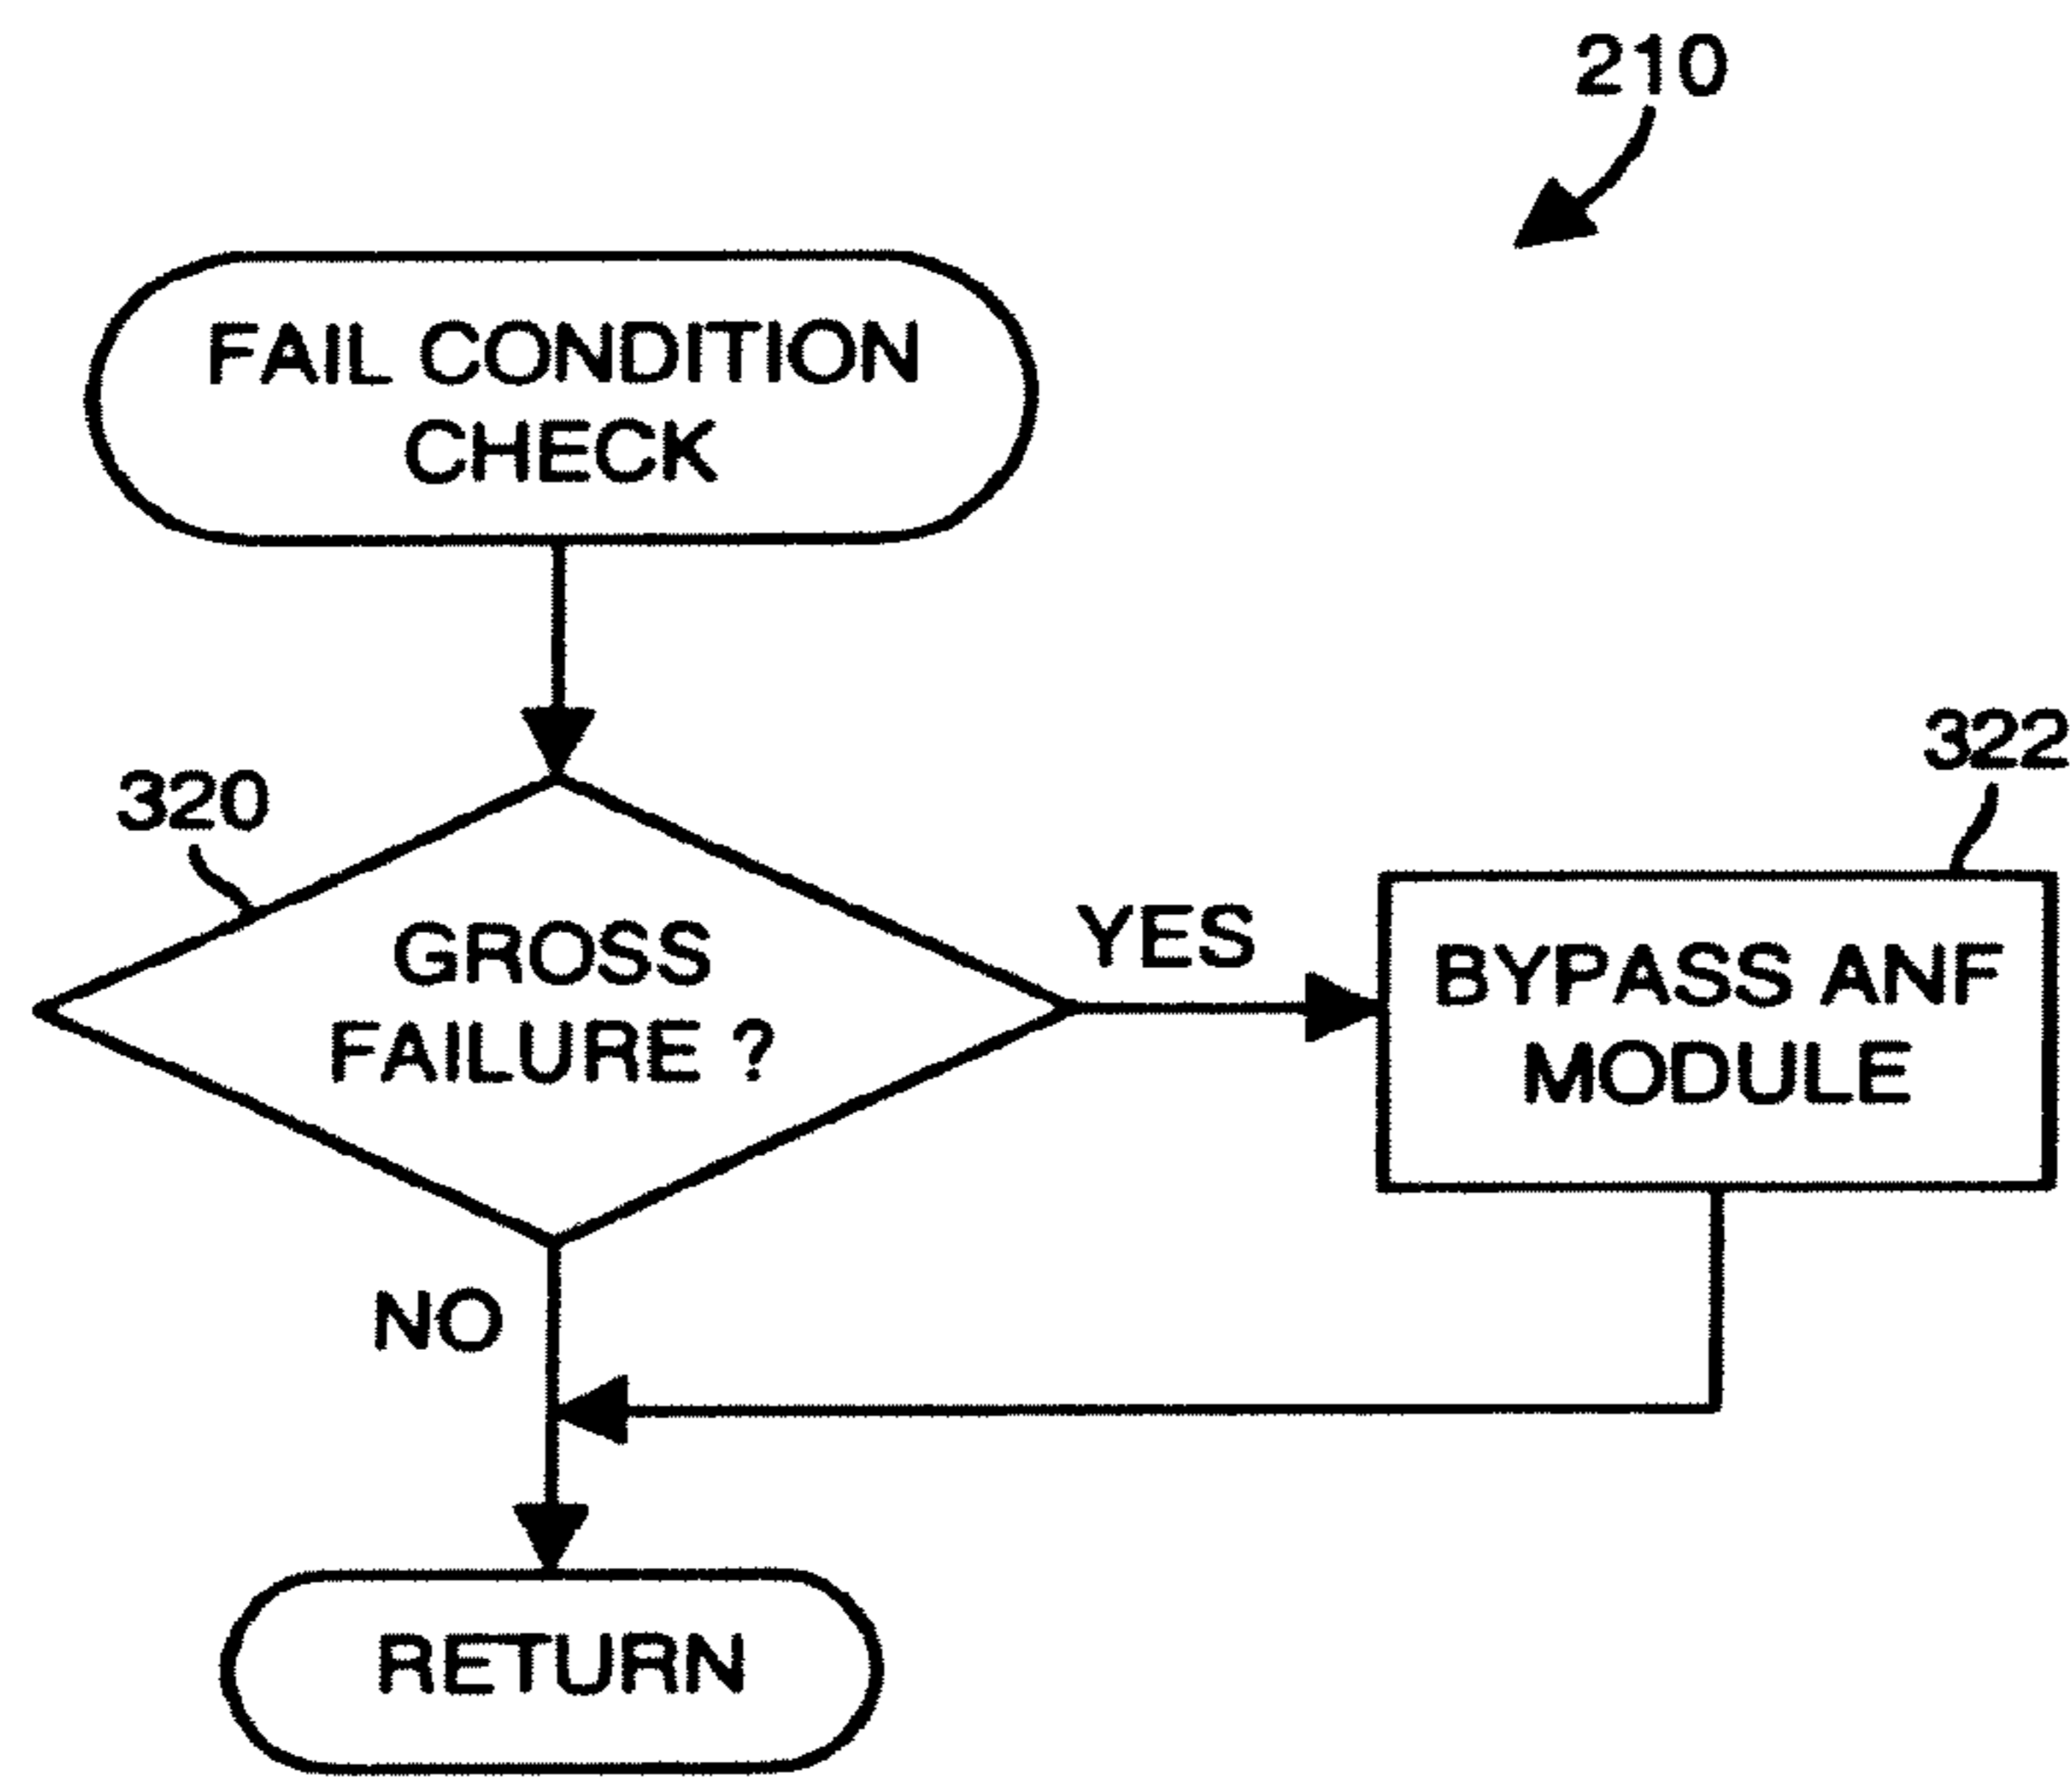 210
FAIL CONDITION
CHECK
320
GROSS
FAILURE ?
YES
322
BYPASS ANF
MODULE
NO
RETURN